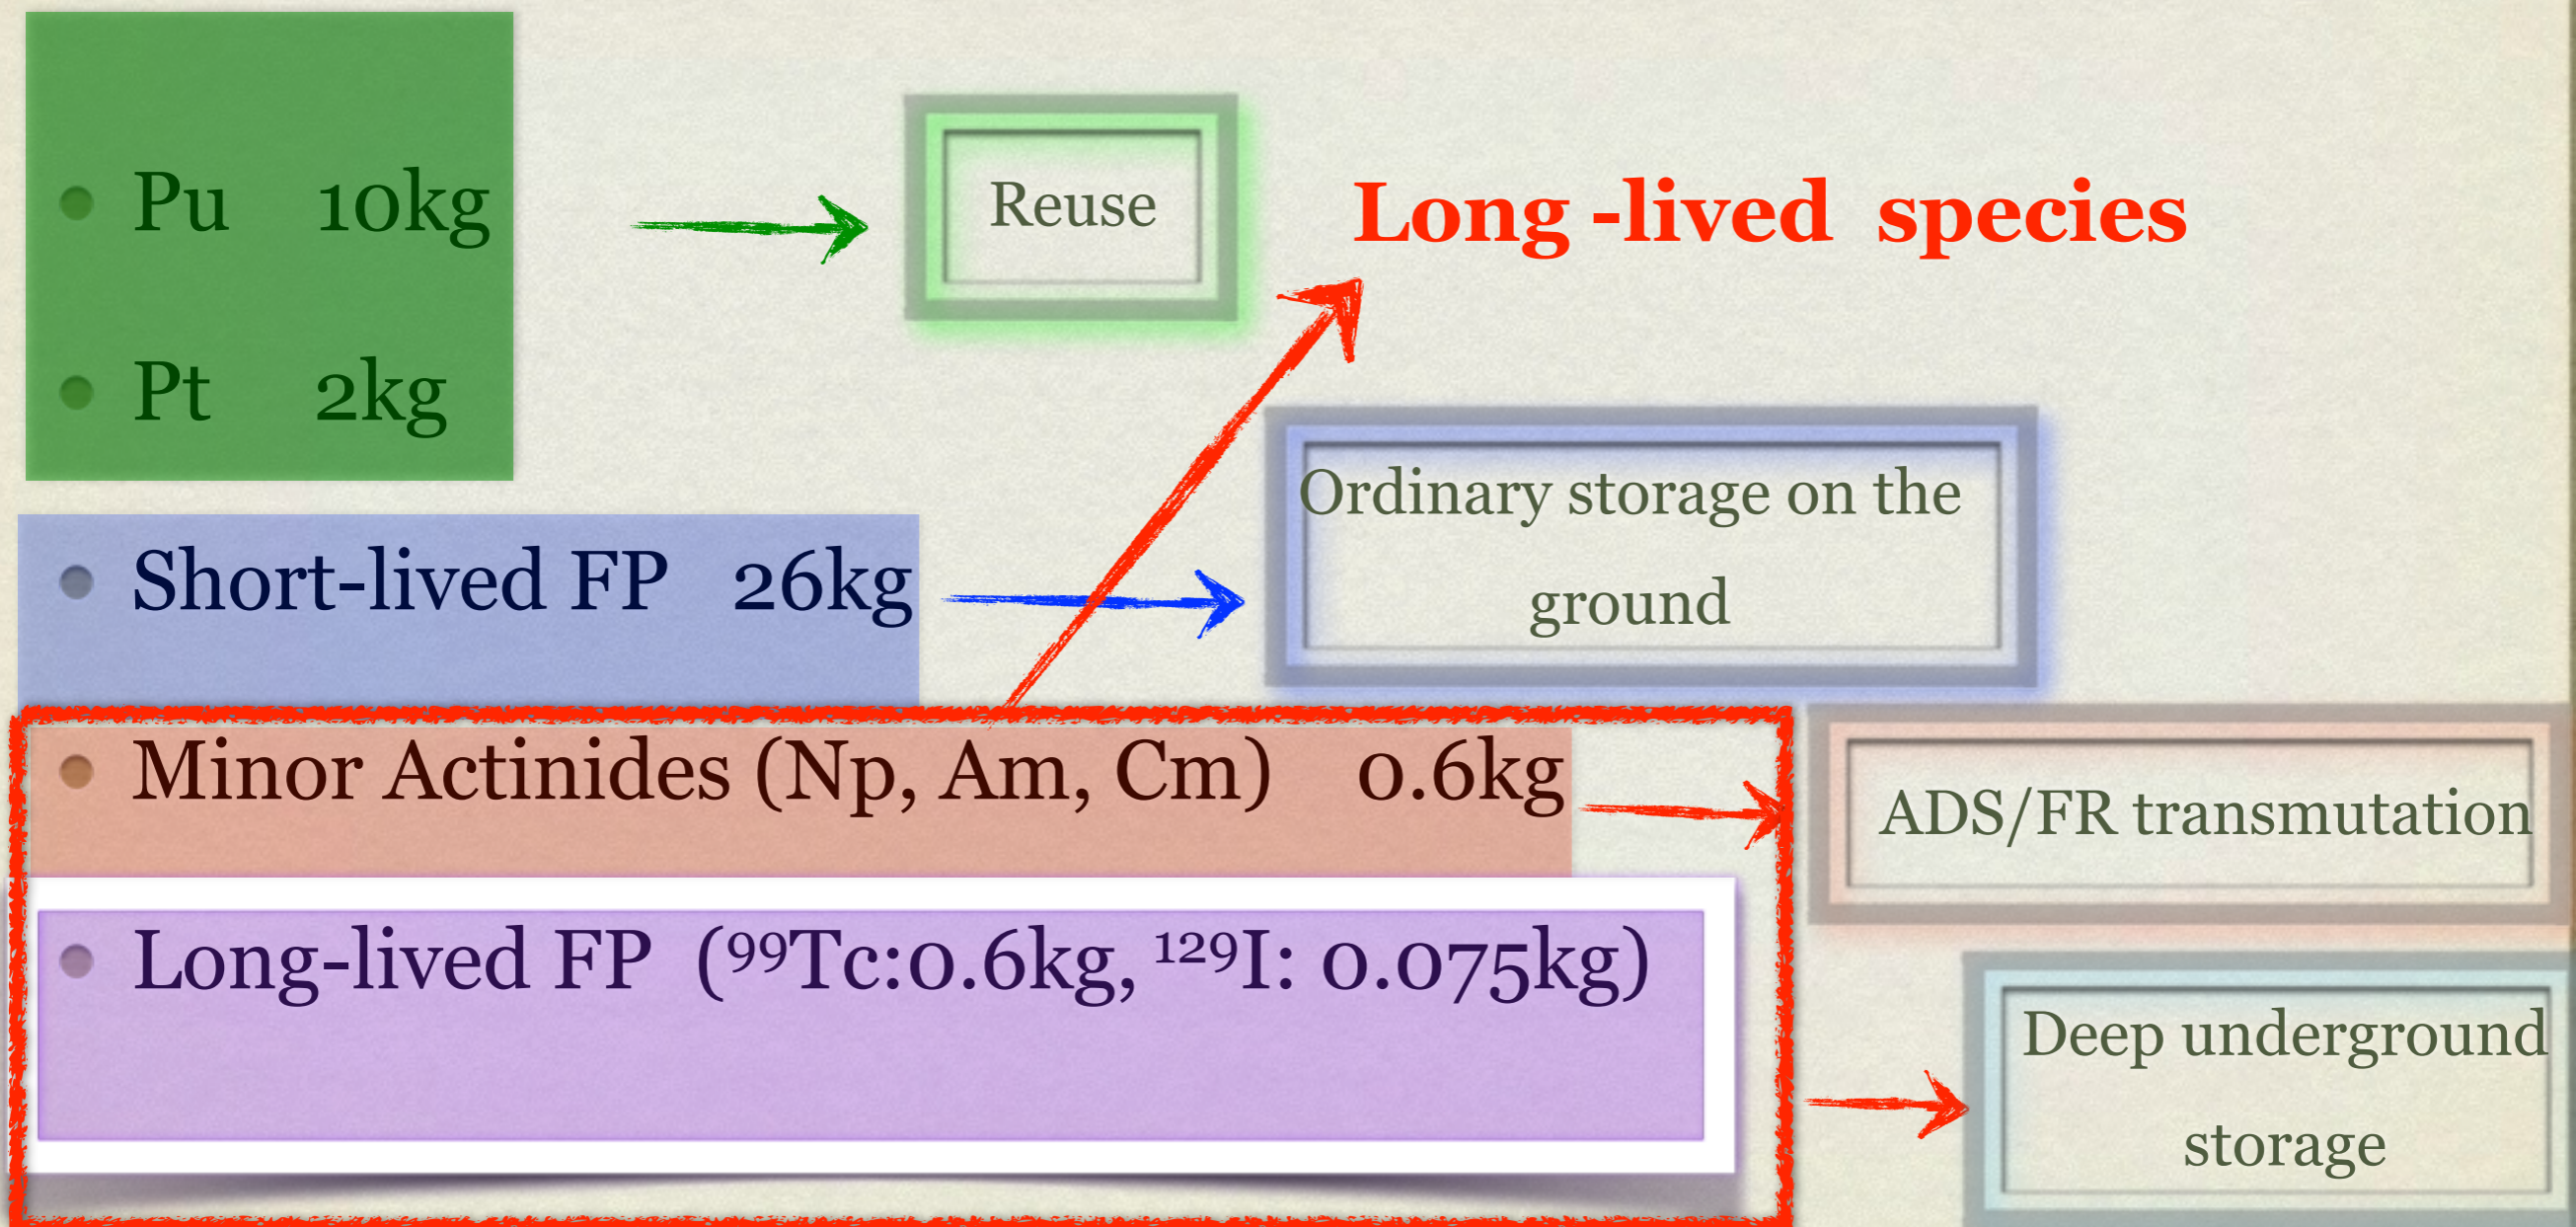 • Pu 10kg
Reuse
Long -lived species
• Pt 2kg
Ordinary storage on the
ground
• Short-lived FP 26kg
• Minor Actinides (Np, Am, Cm) 0.6kg
ADS/FR transmutation
• Long-lived FP (⁹⁹Tc:0.6kg, ¹²⁹I: 0.075kg)
Deep underground
storage